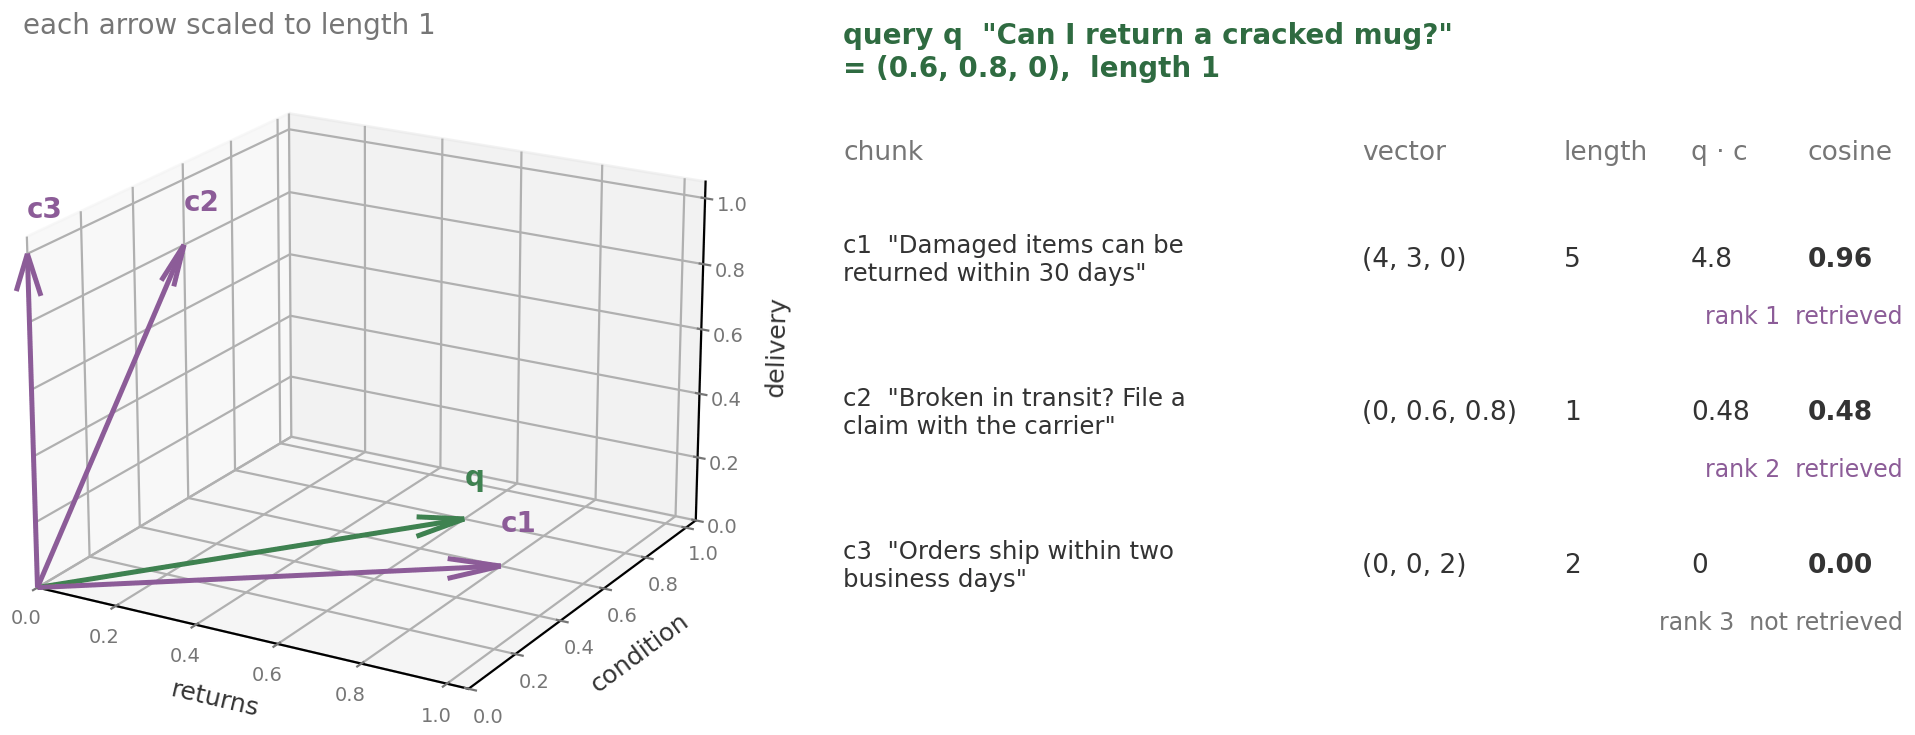 each arrow scaled to length 1
c3
c2
q
c1
1.0
0.8
0.6
0.4
0.2
0.0
delivery
1.0
0.8
0.6
0.4
0.2
0.0
condition
0.0
0.2
0.4
0.6
0.8
1.0
returns
query q "Can I return a cracked mug?"
= (0.6, 0.8, 0), length 1
chunk vector length q · c cosine
c1 "Damaged items can be
returned within 30 days" (4, 3, 0) 5 4.8 0.96
rank 1 retrieved
c2 "Broken in transit? File a
claim with the carrier" (0, 0.6, 0.8) 1 0.48 0.48
rank 2 retrieved
c3 "Orders ship within two
business days" (0, 0, 2) 2 0 0.00
rank 3 not retrieved